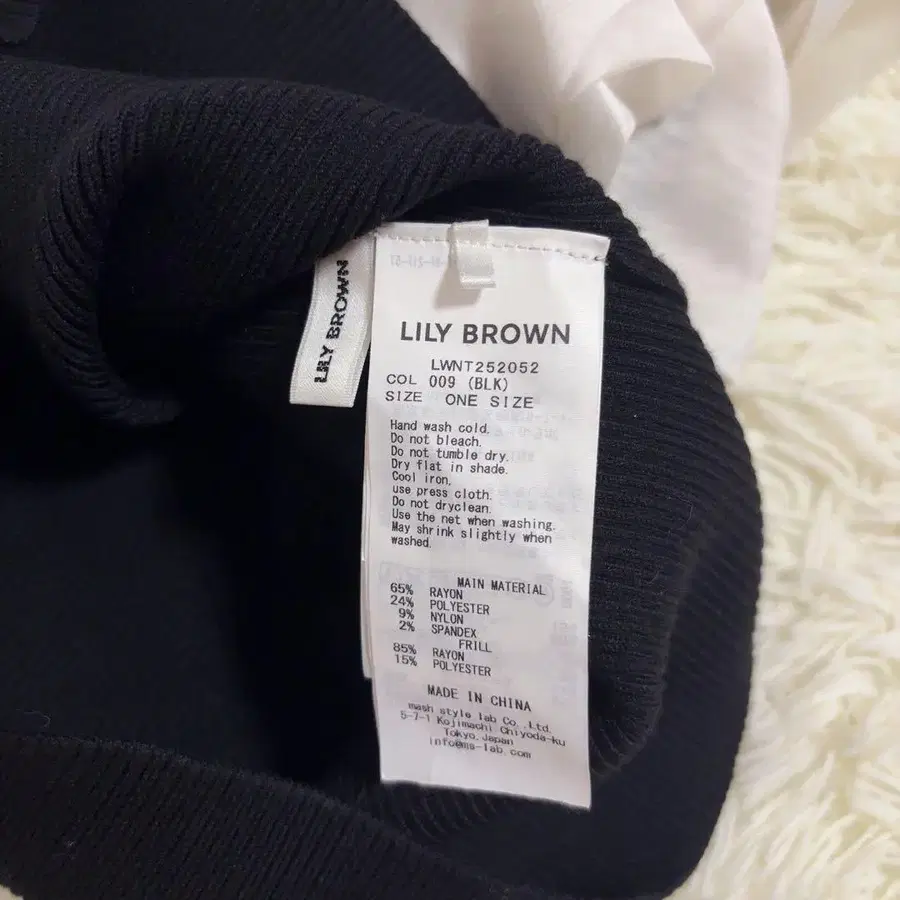 LILY BROWN
LILY BROWN
LWNT252052
COL 009 (BLK)
SIZE ONE SIZE
Hand wash cold.
Do not bleach.
Do not tumble dry.
Dry flat in shade.
Cool iron,
use press cloth.
Do not dryclean.
Use the net when washing.
May shrink slightly when
washed.
MAIN MATERIAL
65% RAYON
24% POLYESTER
9% NYLON
2% SPANDEX
FRILL
85% RAYON
15% POLYESTER
MADE IN CHINA
mash style lab Co.,Ltd.
5-7-1 Kojimachi Chiyoda-ku
Tokyo.Japan
info@ms-lab.com